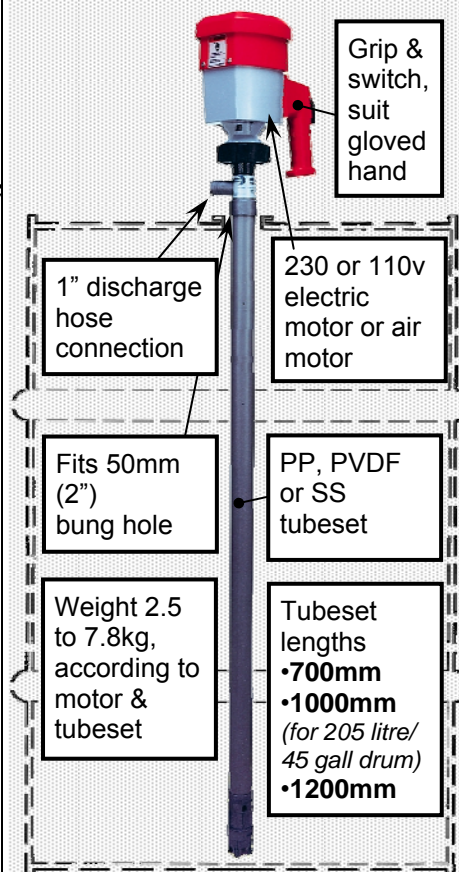 Grip &
switch,
suit
gloved
hand
1” discharge
hose
connection
230 or 110v
electric
motor or air
motor
Fits 50mm
(2”)
bung hole
PP, PVDF
or SS
tubeset
Weight 2.5
to 7.8kg,
according to
motor &
tubeset
Tubeset
lengths
•700mm
•1000mm
(for 205 litre/
45 gall drum)
•1200mm